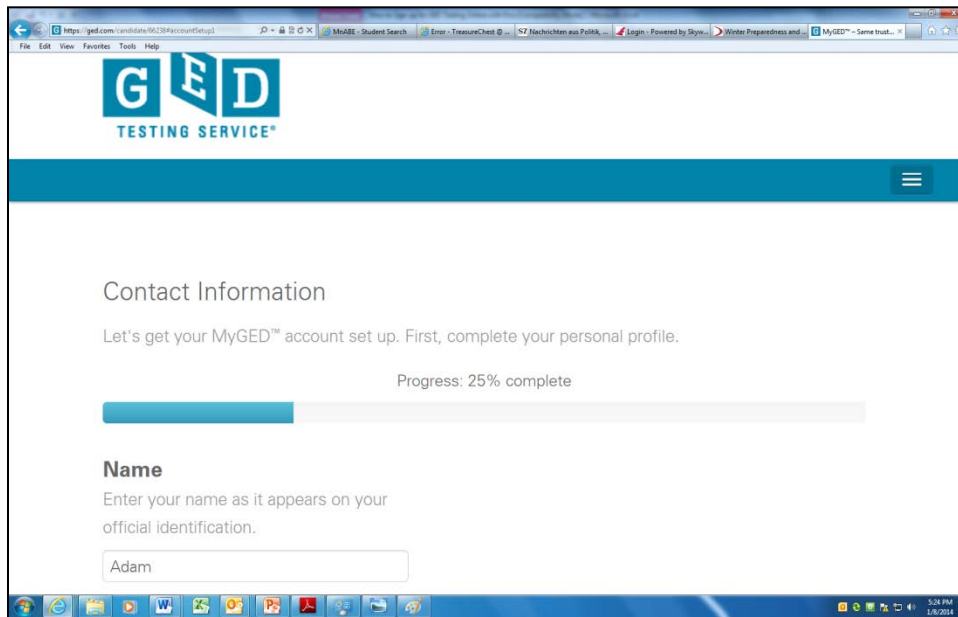 https://ged.com/candidate/66238#accountSetup1
MnABE - Student Search
Error - TreasureChest @ ...
SZ Nachrichten aus Politik, ...
Login - Powered by Skyw...
Winter Preparedness and ...
MyGED™ – Same trust...
File Edit View Favorites Tools Help
GED
TESTING SERVICE®
Contact Information
Let's get your MyGED™ account set up. First, complete your personal profile.
Progress: 25% complete
Name
Enter your name as it appears on your
official identification.
Adam
5:24 PM
1/8/2014